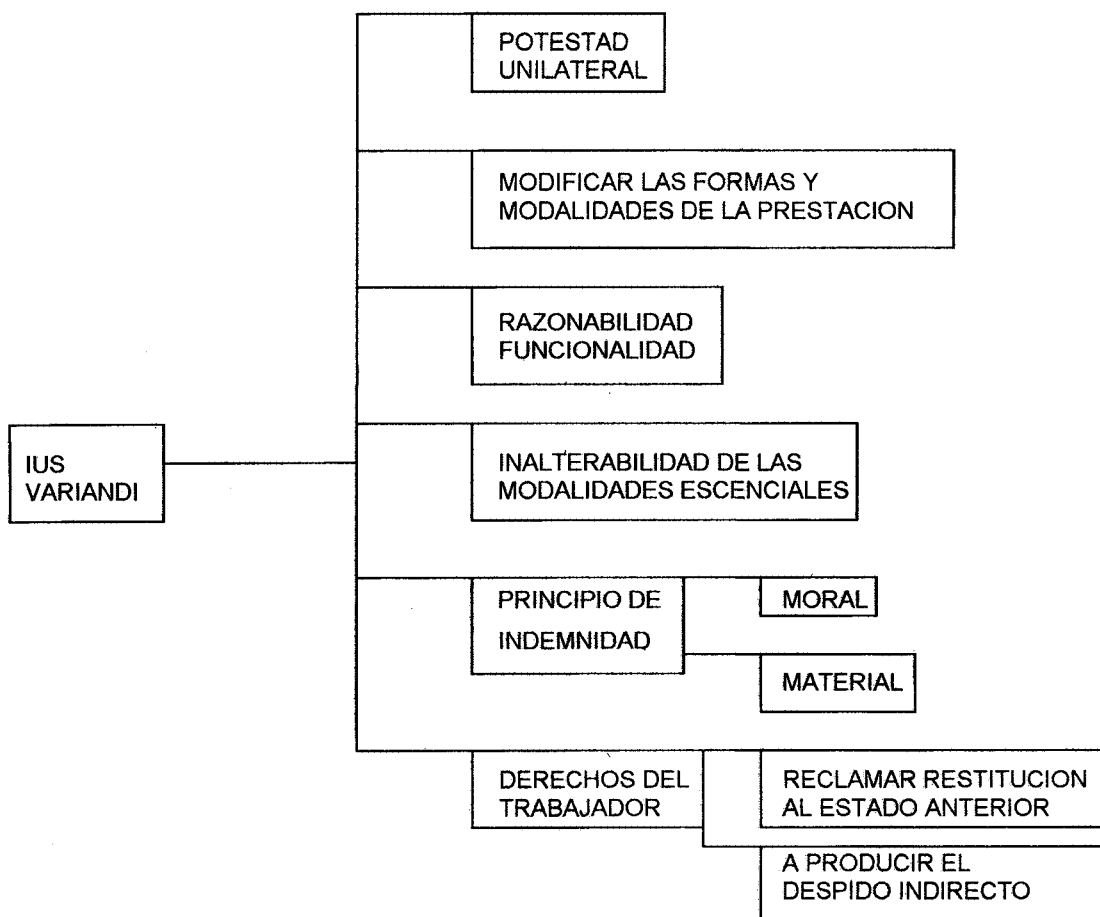 POTESTAD
UNILATERAL
MODIFICAR LAS FORMAS Y
MODALIDADES DE LA PRESTACION
RAZONABILIDAD
FUNCIONALIDAD
IUS
VARIANDI
INALTERABILIDAD DE LAS
MODALIDADES ESCENCIALES
PRINCIPIO DE
INDEMNIDAD
MORAL
MATERIAL
DERECHOS DEL
TRABAJADOR
RECLAMAR RESTITUCION
AL ESTADO ANTERIOR
A PRODUCIR EL
DESPIDO INDIRECTO